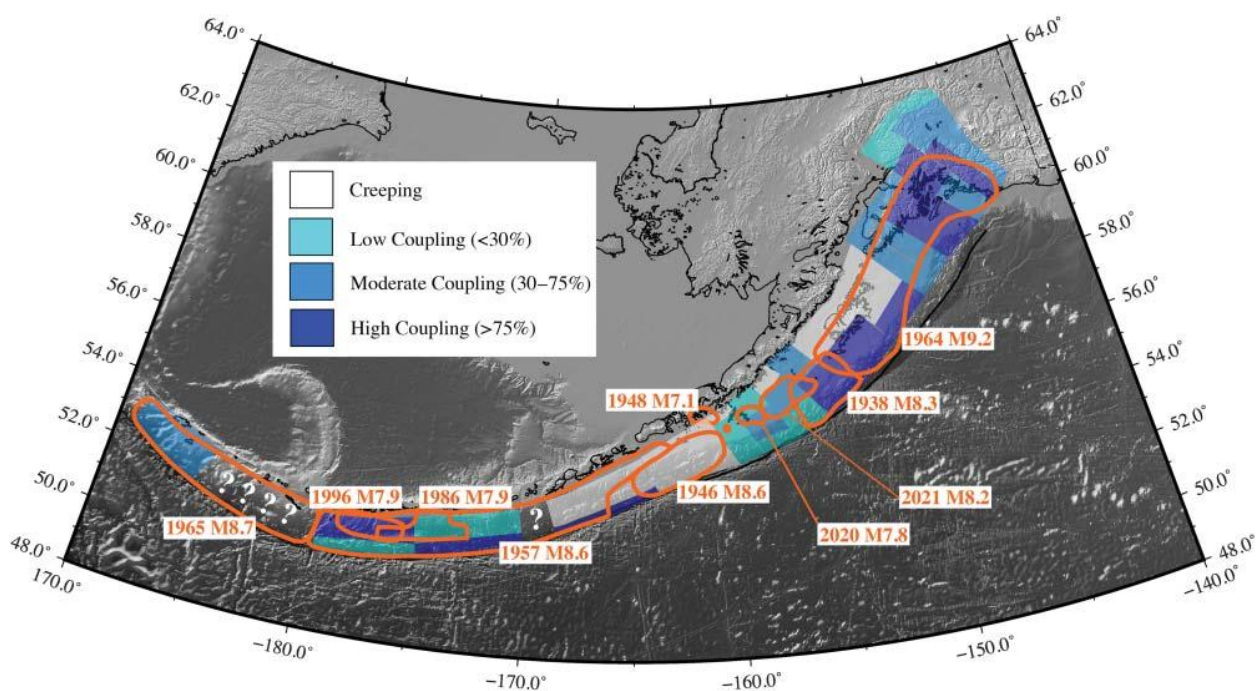 64.0°
62.0°
60.0°
58.0°
56.0°
54.0°
52.0°
50.0°
48.0°
170.0°
-180.0°
-170.0°
-160.0°
-150.0°
-140.0°
48.0°
50.0°
52.0°
54.0°
56.0°
58.0°
60.0°
62.0°
64.0°
Creeping
Low Coupling (<30%)
Moderate Coupling (30–75%)
High Coupling (>75%)
1964 M9.2
1948 M7.1
1938 M8.3
1996 M7.9
1986 M7.9
1946 M8.6
2021 M8.2
1965 M8.7
2020 M7.8
1957 M8.6
? ? ? ?
?